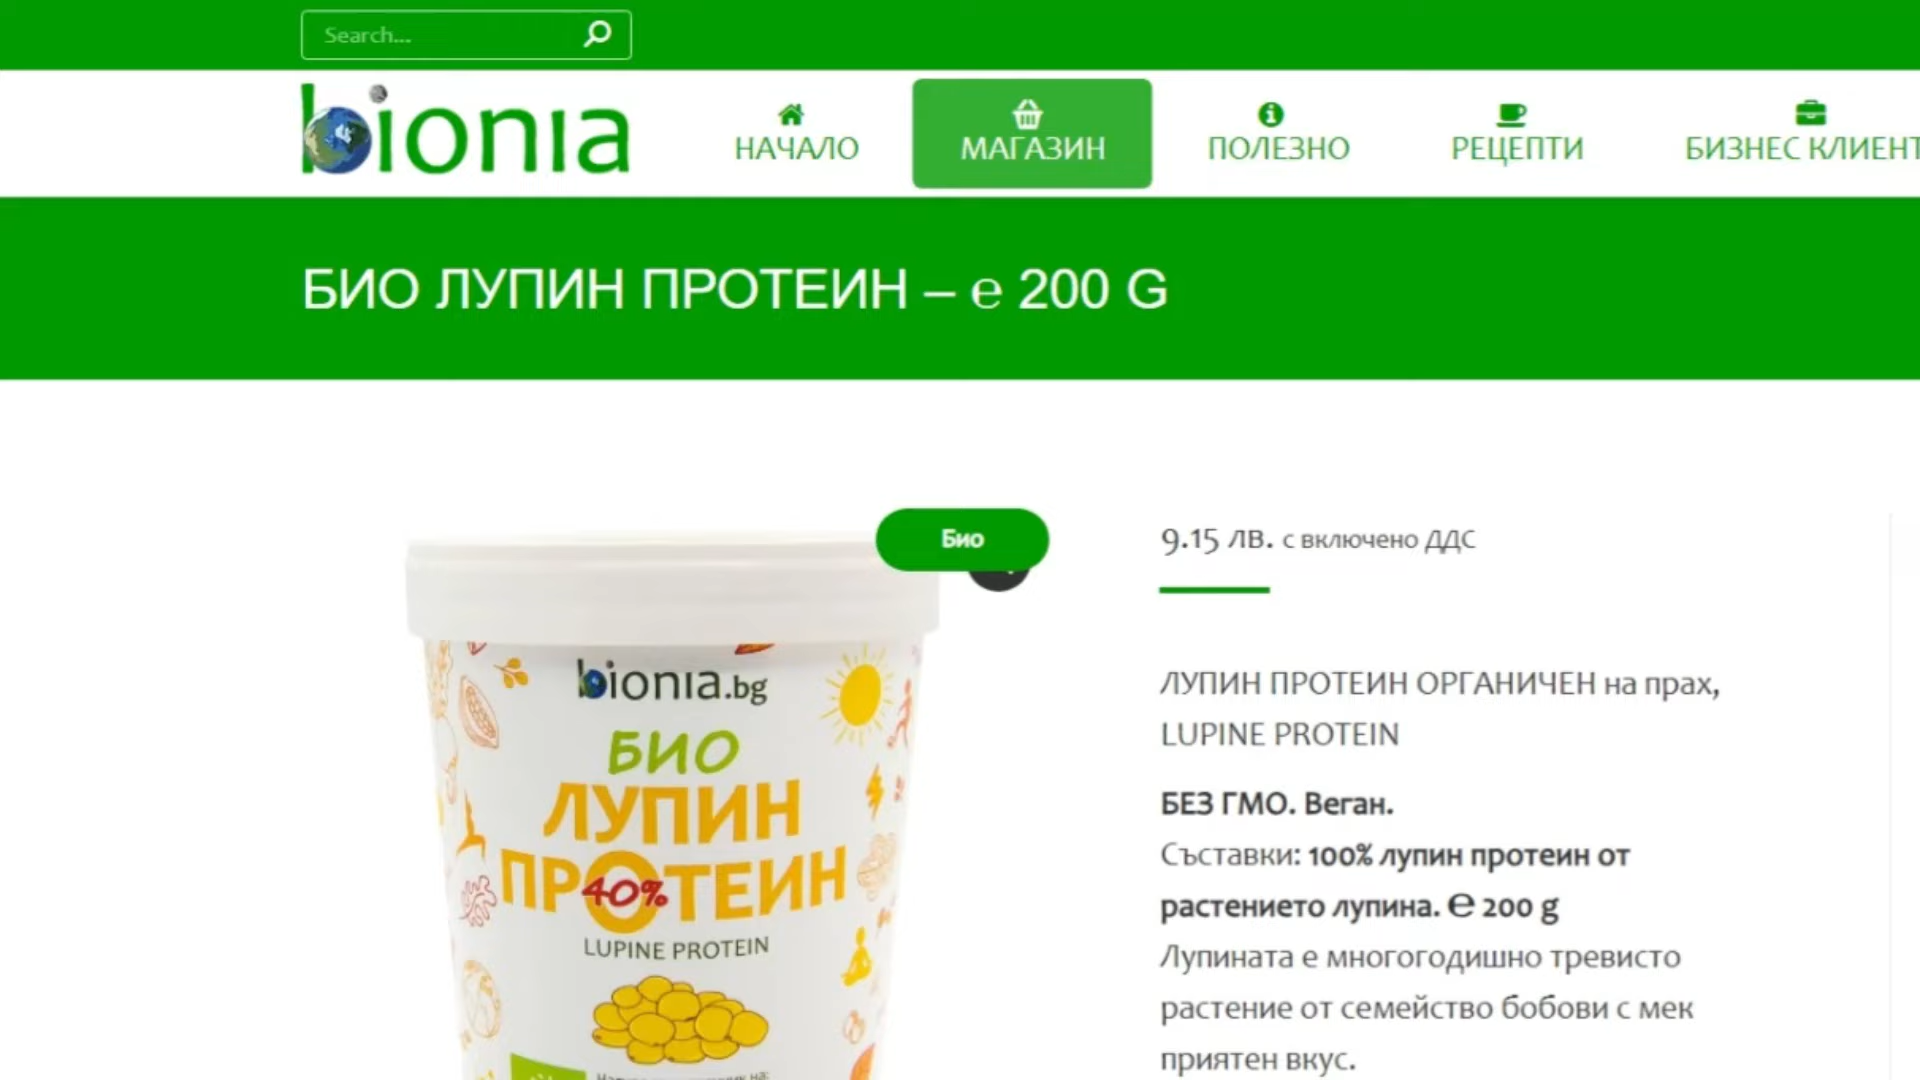 Search...
bionia
НАЧАЛО
МАГАЗИН
ПОЛЕЗНО
РЕЦЕПТИ
БИЗНЕС КЛИЕНТ
БИО ЛУПИН ПРОТЕИН – ℮ 200 G
Био
bionia.bg
БИО
ЛУПИН
ПРОТЕИН
40%
LUPINE PROTEIN
9.15 лв. с включено ДДС
ЛУПИН ПРОТЕИН ОРГАНИЧЕН на прах,
LUPINE PROTEIN
БЕЗ ГМО. Веган.
Съставки: 100% лупин протеин от
растението лупина. ℮ 200 g
Лупината е многогодишно тревисто
растение от семейство бобови с мек
приятен вкус.